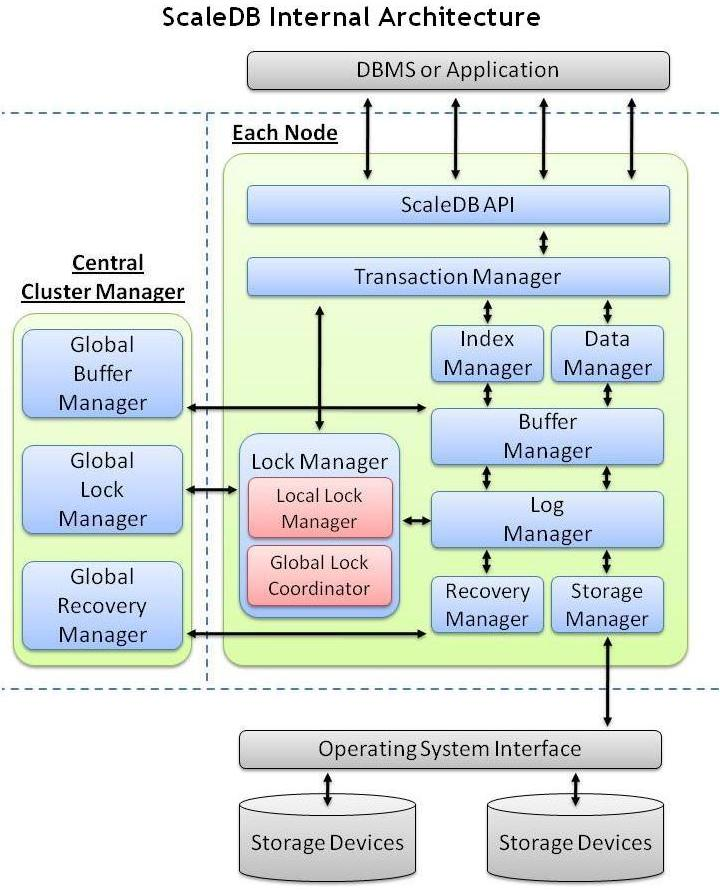 ScaleDB Internal Architecture
DBMS or Application
Each Node
ScaleDB API
Transaction Manager
Central
Cluster Manager
Global
Buffer
Manager
Global
Lock
Manager
Global
Recovery
Manager
Index
Manager
Data
Manager
Buffer
Manager
Lock Manager
Local Lock
Manager
Global Lock
Coordinator
Log
Manager
Recovery
Manager
Storage
Manager
Operating System Interface
Storage Devices
Storage Devices